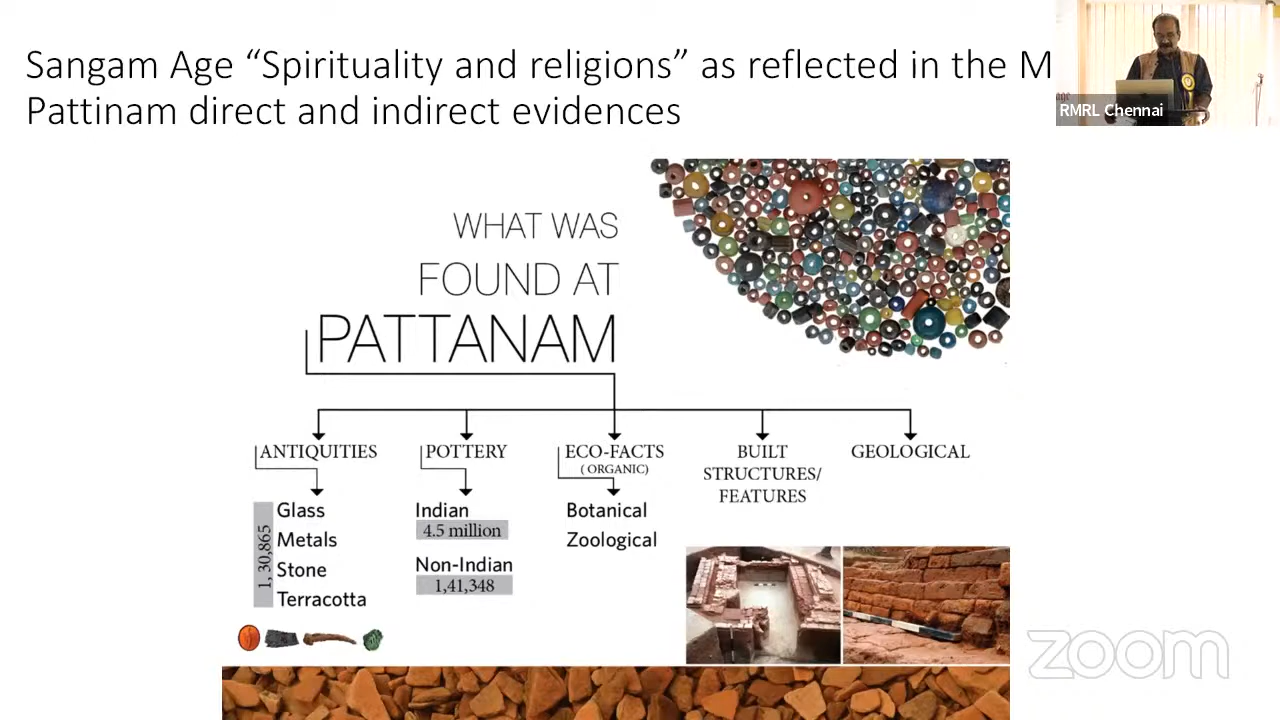 Sangam Age “Spirituality and religions” as reflected in the M
Pattinam direct and indirect evidences
RMRL Chennai
WHAT WAS
FOUND AT
PATTANAM
ANTIQUITIES
POTTERY
ECO-FACTS
( ORGANIC)
BUILT
STRUCTURES/
FEATURES
GEOLOGICAL
1, 30,865
Glass
Metals
Stone
Terracotta
Indian
4.5 million
Non-Indian
1,41,348
Botanical
Zoological
zoom